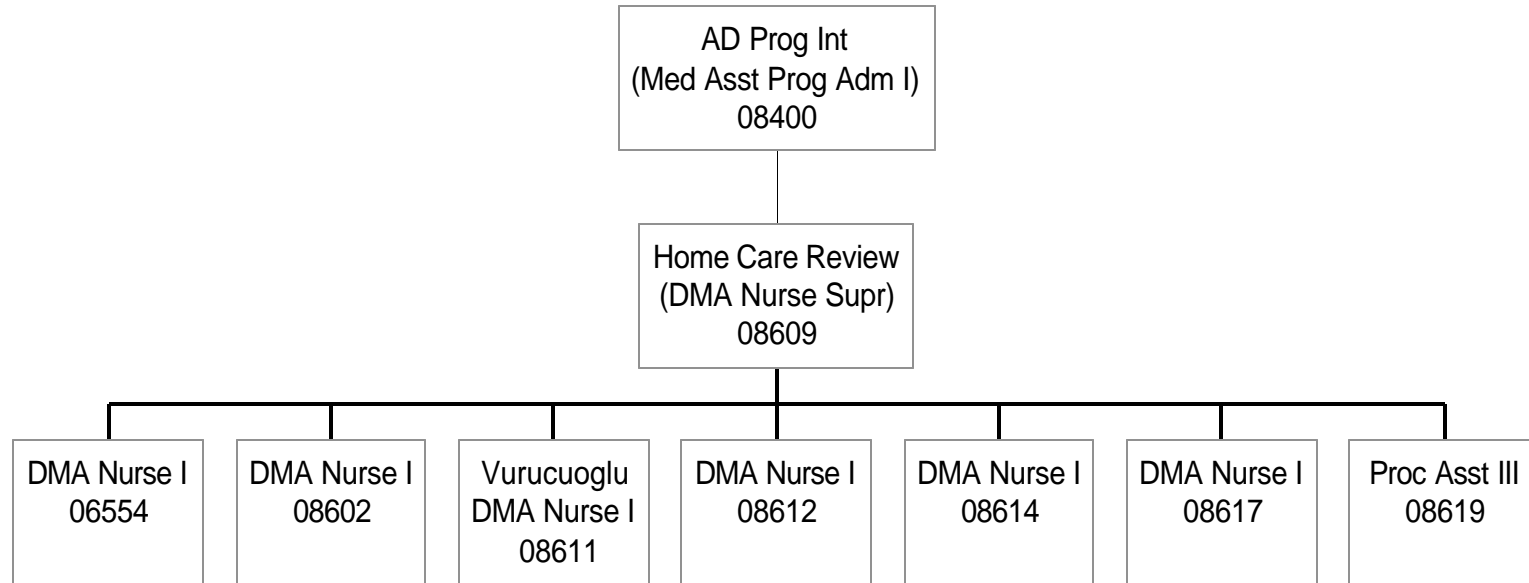 AD Prog Int
(Med Asst Prog Adm I)
08400
Home Care Review
(DMA Nurse Supr)
08609
DMA Nurse I
06554
DMA Nurse I
08602
Vurucuoglu
DMA Nurse I
08611
DMA Nurse I
08612
DMA Nurse I
08614
DMA Nurse I
08617
Proc Asst III
08619